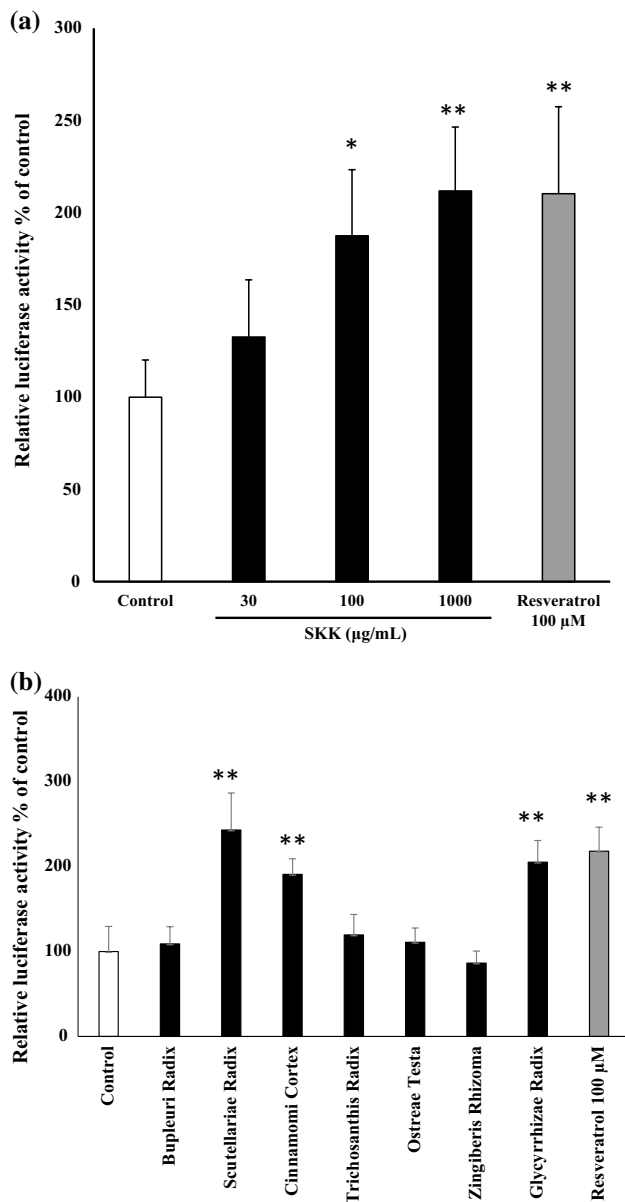 (a)
300
250
200
150
100
50
0
Relative luciferase activity % of control
*
**
**
Control
30
100
1000
Resveratrol
100 µM
SKK (µg/mL)
(b)
400
300
200
100
0
Relative luciferase activity % of control
**
**
**
**
Control
Bupleuri Radix
Scutellariae Radix
Cinnamomi Cortex
Trichosanthis Radix
Ostreae Testa
Zingiberis Rhizoma
Glycyrrhizae Radix
Resveratrol 100 µM